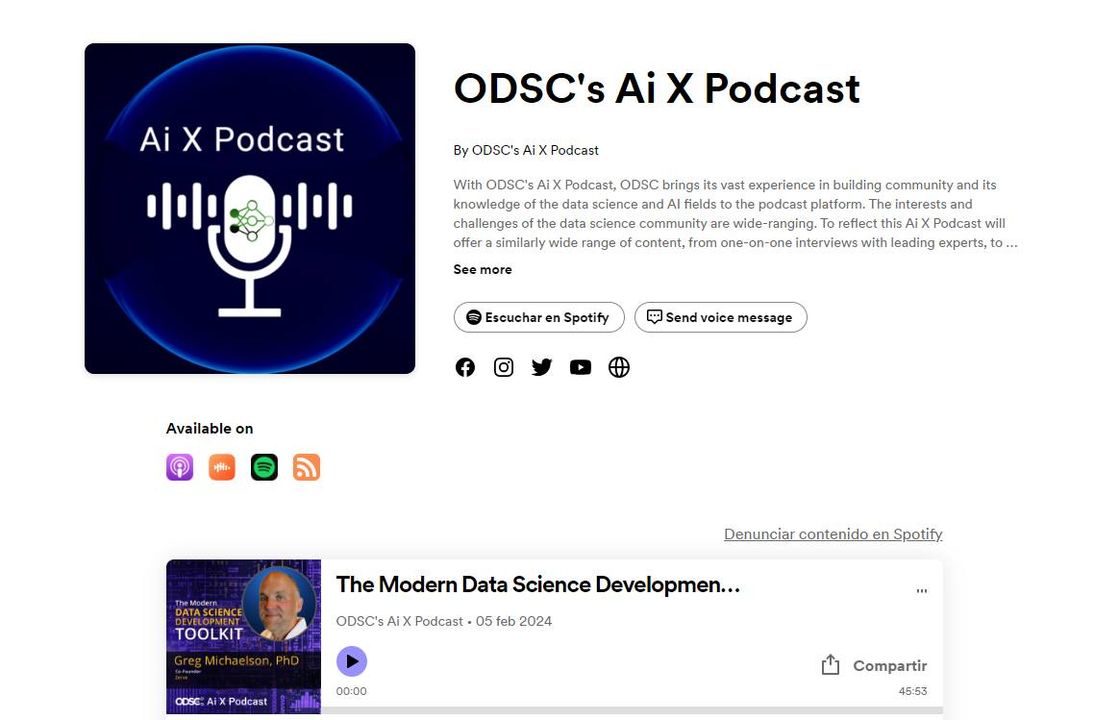 Ai X Podcast
ODSC's Ai X Podcast
By ODSC's Ai X Podcast
With ODSC's Ai X Podcast, ODSC brings its vast experience in building community and its
knowledge of the data science and AI fields to the podcast platform. The interests and
challenges of the data science community are wide-ranging. To reflect this Ai X Podcast will
offer a similarly wide range of content, from one-on-one interviews with leading experts, to ...
See more
Escuchar en Spotify
Send voice message
Available on
Denunciar contenido en Spotify
The Modern
DATA SCIENCE
DEVELOPMENT
TOOLKIT
Greg Michaelson, PhD
Co-Founder
Zerve
ODSC Ai X Podcast
The Modern Data Science Developmen...
ODSC's Ai X Podcast • 05 feb 2024
Compartir
00:00
45:53